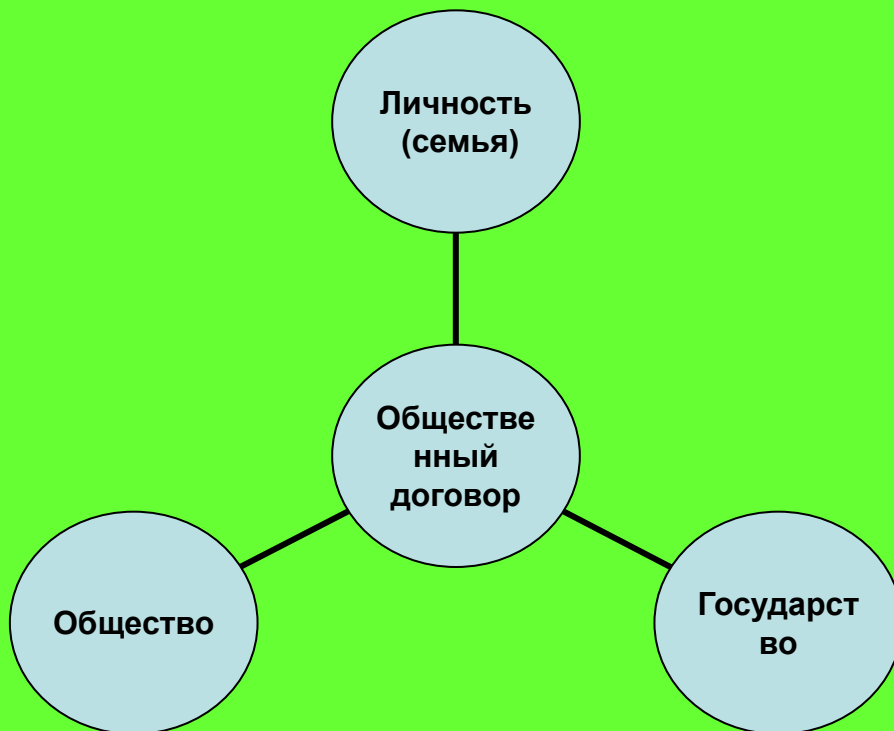 Личность
(семья)
Обществе
нный
договор
Общество
Государст
во